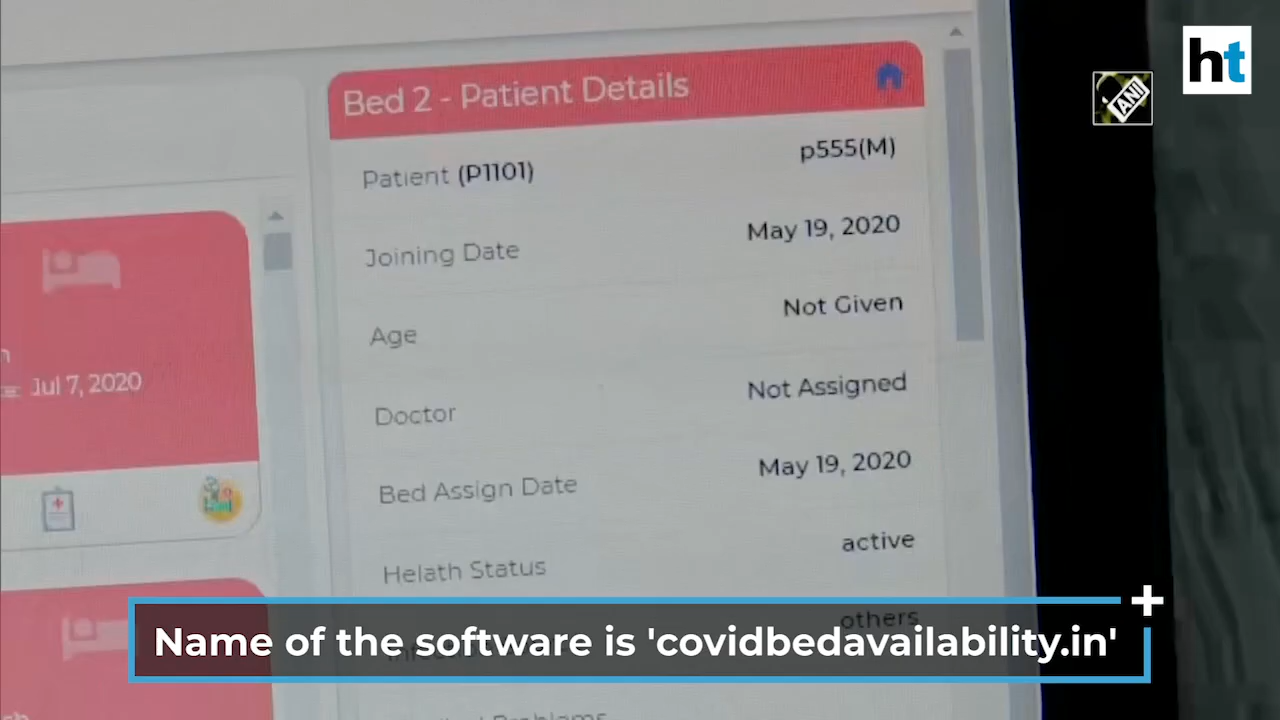 ht
ANI
Bed 2 - Patient Details
Patient (P1101) p555(M)
Joining Date May 19, 2020
Age Not Given
Jul 7, 2020
Doctor Not Assigned
Bed Assign Date May 19, 2020
Helath Status active
others
Name of the software is 'covidbedavailability.in'